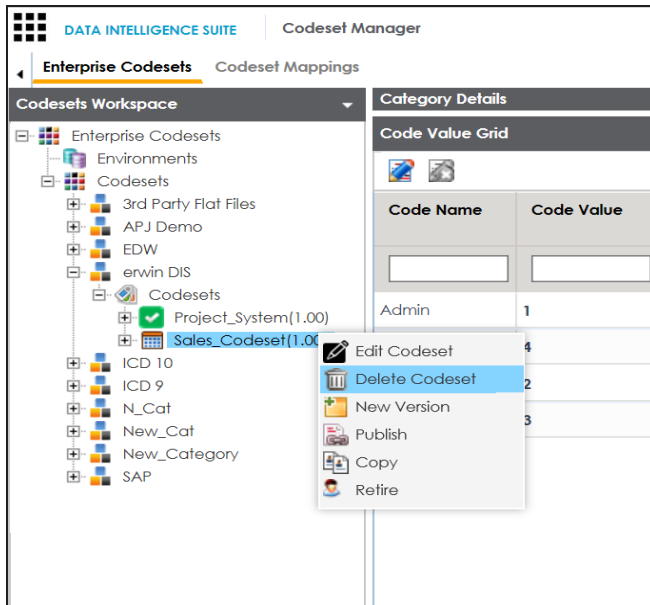 DATA INTELLIGENCE SUITE Codeset Manager
Enterprise Codesets Codeset Mappings
Codesets Workspace
Enterprise Codesets
Environments
Codesets
3rd Party Flat Files
APJ Demo
EDW
erwin DIS
Codesets
Project_System(1.00)
Sales_Codeset(1.00
ICD 10
ICD 9
N_Cat
New_Cat
New_Category
SAP
Category Details
Code Value Grid
Code Name Code Value
Admin 1
4
2
3
Edit Codeset
Delete Codeset
New Version
Publish
Copy
Retire